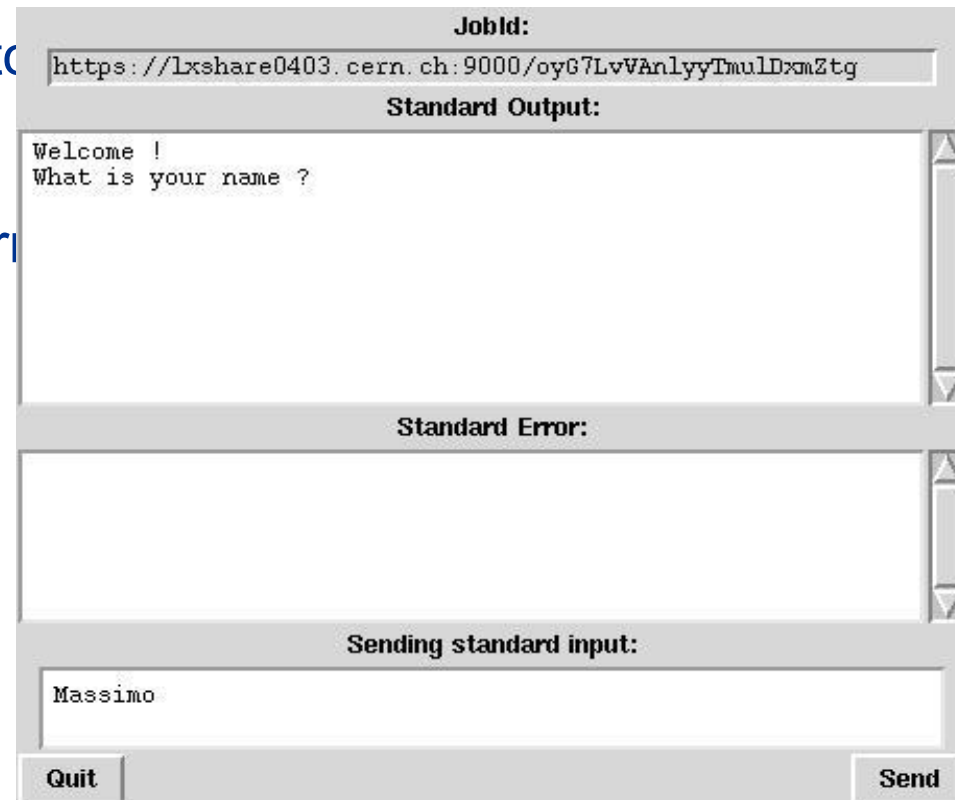 JobId:
https://lxshare0403.cern.ch:9000/oyG7LvVAnlyyTmulDxmZtg
Standard Output:
Welcome !
What is your name ?
Standard Error:
Sending standard input:
Massimo
Quit
Send